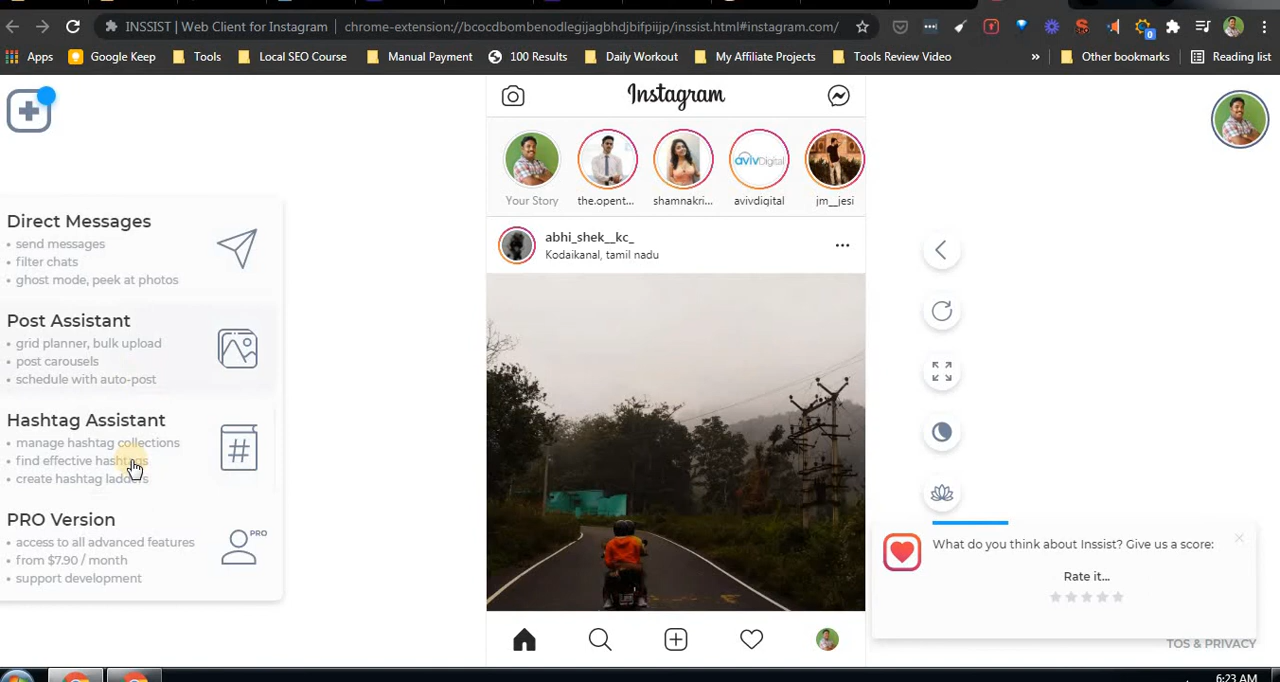 INSSIST | Web Client for Instagram
chrome-extension://bcocdbombenodlegijagbhdjbifpiijp/inssist.html#instagram.com/
0
Apps
Google Keep
Tools
Local SEO Course
Manual Payment
100 Results
Daily Workout
My Affiliate Projects
Tools Review Video
»
Other bookmarks
Reading list
Instagram
Your Story
the.opent...
shamnakri...
avivDigital
avivdigital
jm__jesi
abhi_shek__kc_
Kodaikanal, tamil nadu
Direct Messages
• send messages
• filter chats
• ghost mode, peek at photos
Post Assistant
• grid planner, bulk upload
• post carousels
• schedule with auto-post
Hashtag Assistant
• manage hashtag collections
• find effective hashtags
• create hashtag ladders
#
PRO Version
• access to all advanced features
• from $7.90 / month
• support development
PRO
What do you think about Inssist? Give us a score:
Rate it...
TOS & PRIVACY
6:23 AM